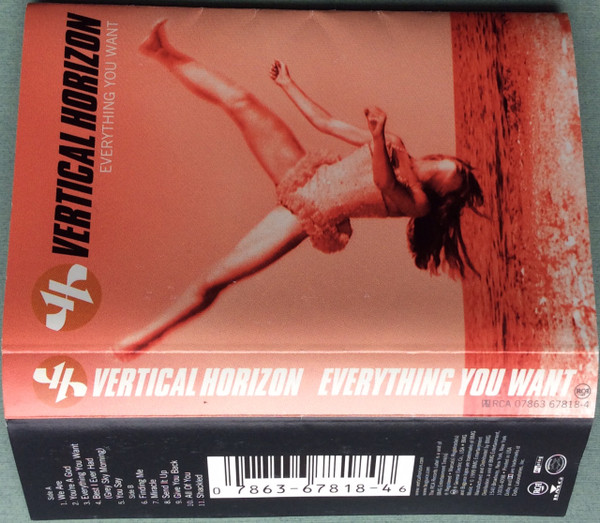 VERTICAL HORIZON
EVERYTHING YOU WANT
VERTICAL HORIZON EVERYTHING YOU WANT
RCA 07863 67818-4
Side A
1. We Are
2. You're A God
3. Everything You Want
4. Best I Ever Had
(Grey Sky Morning)
5. You Say
Side B
6. Finding Me
7. Miracle
8. Send It Up
9. Give You Back
10. All Of You
11. Shackled
0 7863-67818-4 6